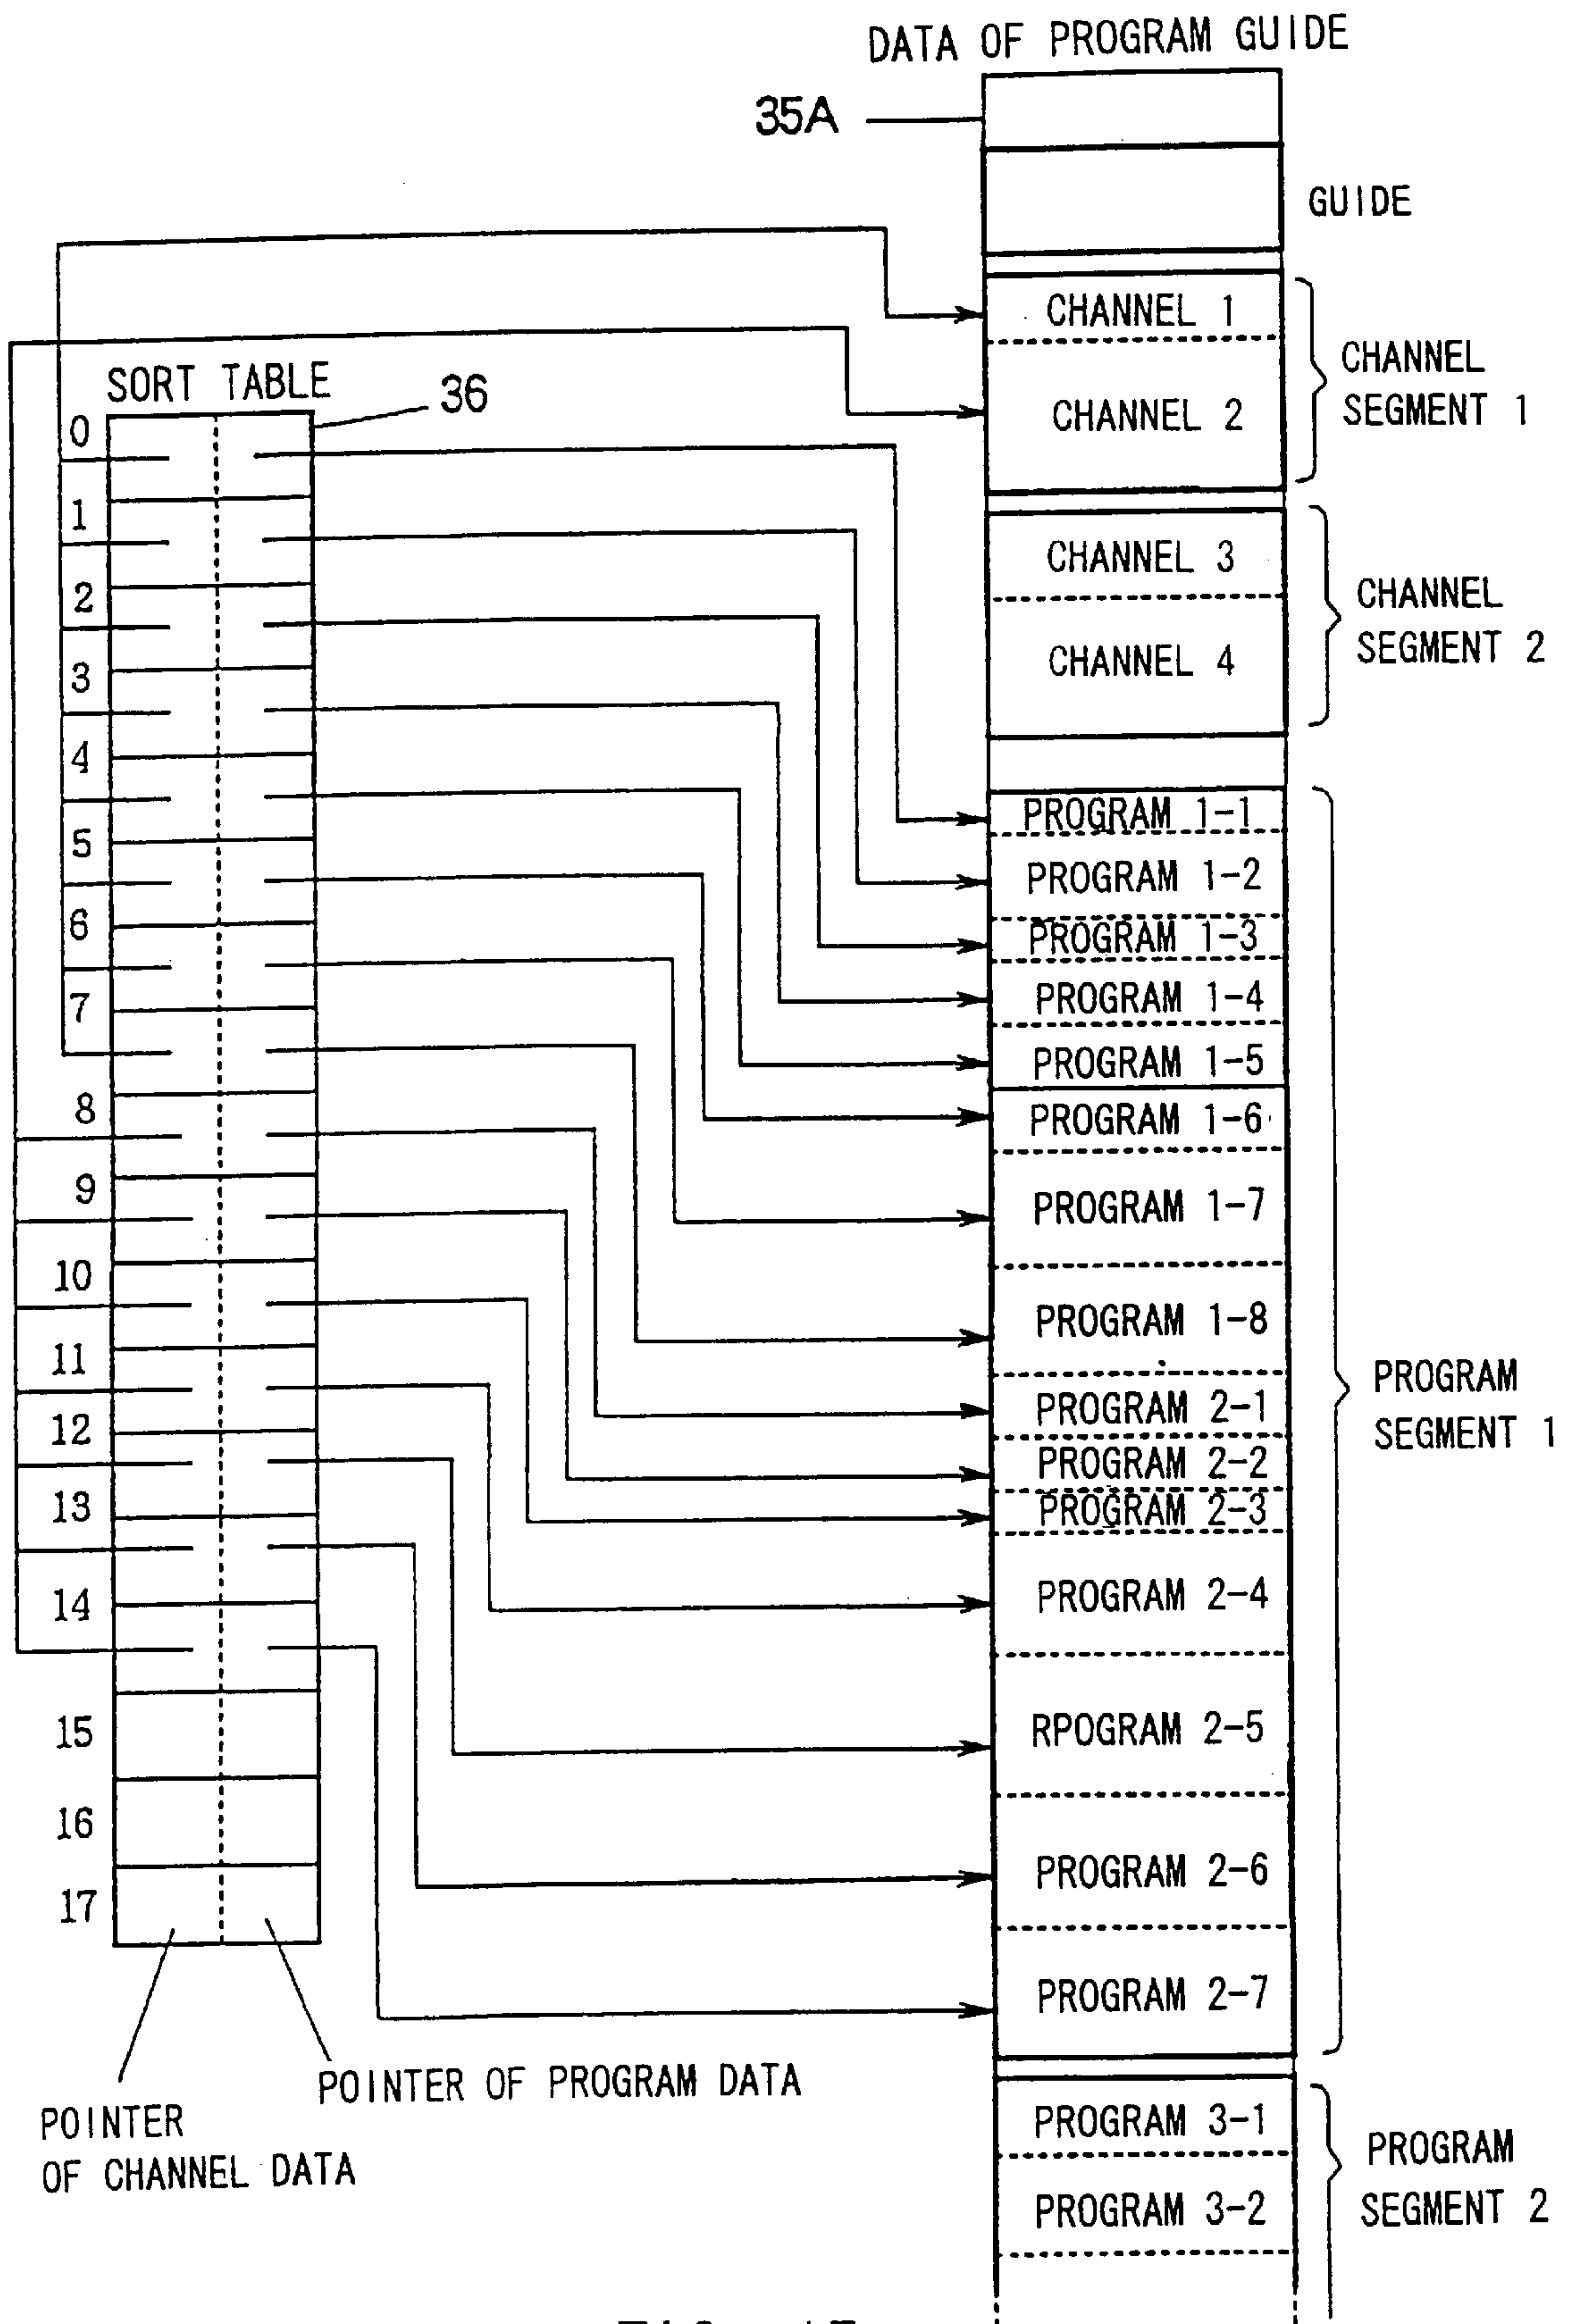 DATA OF PROGRAM GUIDE
35A
GUIDE
CHANNEL 1
CHANNEL 2
CHANNEL
SEGMENT 1
CHANNEL 3
CHANNEL 4
CHANNEL
SEGMENT 2
SORT TABLE
36
0
1
2
3
4
5
6
7
8
9
10
11
12
13
14
15
16
17
PROGRAM 1-1
PROGRAM 1-2
PROGRAM 1-3
PROGRAM 1-4
PROGRAM 1-5
PROGRAM 1-6
PROGRAM 1-7
PROGRAM 1-8
PROGRAM 2-1
PROGRAM 2-2
PROGRAM 2-3
PROGRAM 2-4
RPOGRAM 2-5
PROGRAM 2-6
PROGRAM 2-7
PROGRAM
SEGMENT 1
POINTER OF PROGRAM DATA
POINTER
OF CHANNEL DATA
PROGRAM 3-1
PROGRAM 3-2
PROGRAM
SEGMENT 2